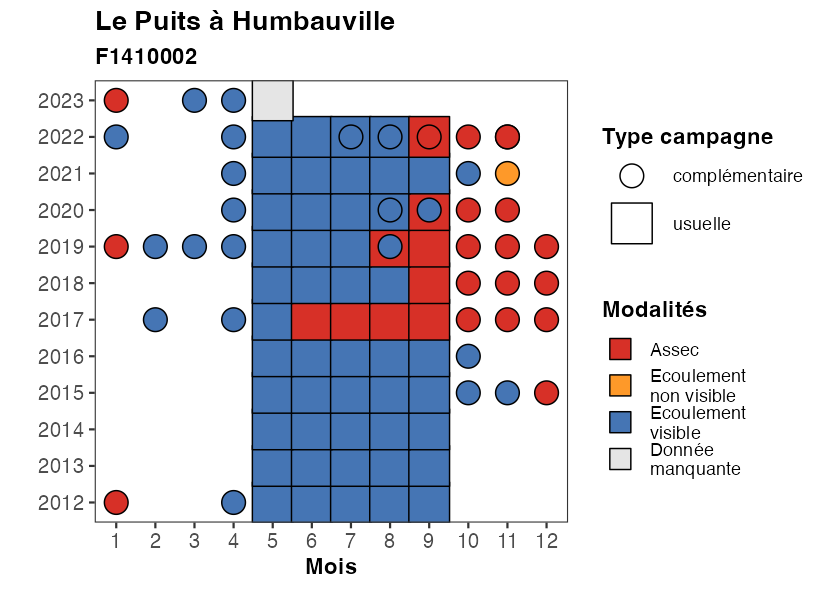 Le Puits à Humbauville
F1410002
2023
2022
2021
2020
2019
2018
2017
2016
2015
2014
2013
2012
1 2 3 4 5 6 7 8 9 10 11 12
Mois
Type campagne
complémentaire
usuelle
Modalités
Assec
Ecoulement
non visible
Ecoulement
visible
Donnée
manquante